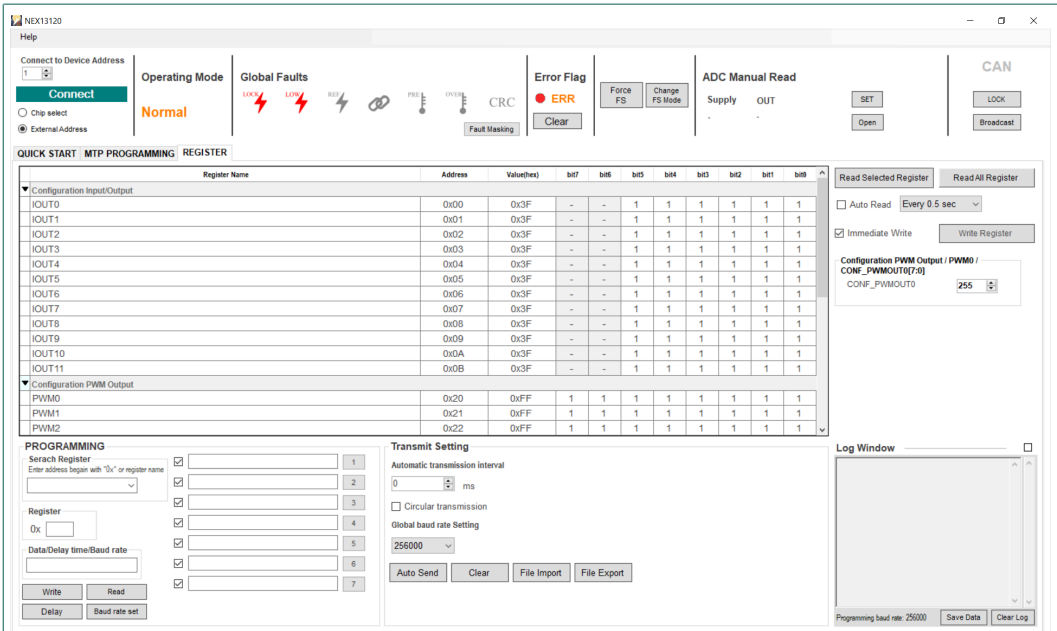 NEX13120
Help
Connect to Device Address
1
Connect
Chip select
External Address
Operating Mode
Normal
Global Faults
LOCK
LOW
REF
PRE
OVER
CRC
Fault Masking
Error Flag
ERR
Clear
Force
FS
Change
FS Mode
ADC Manual Read
Supply OUT
- -
SET
Open
CAN
LOCK
Broadcast
QUICK START MTP PROGRAMMING REGISTER
Register Name Address Value(hex) bit7 bit6 bit5 bit4 bit3 bit2 bit1 bit0
Configuration Input/Output
IOUT0 0x00 0x3F - - 1 1 1 1 1 1
IOUT1 0x01 0x3F - - 1 1 1 1 1 1
IOUT2 0x02 0x3F - - 1 1 1 1 1 1
IOUT3 0x03 0x3F - - 1 1 1 1 1 1
IOUT4 0x04 0x3F - - 1 1 1 1 1 1
IOUT5 0x05 0x3F - - 1 1 1 1 1 1
IOUT6 0x06 0x3F - - 1 1 1 1 1 1
IOUT7 0x07 0x3F - - 1 1 1 1 1 1
IOUT8 0x08 0x3F - - 1 1 1 1 1 1
IOUT9 0x09 0x3F - - 1 1 1 1 1 1
IOUT10 0x0A 0x3F - - 1 1 1 1 1 1
IOUT11 0x0B 0x3F - - 1 1 1 1 1 1
Configuration PWM Output
PWM0 0x20 0xFF 1 1 1 1 1 1 1 1
PWM1 0x21 0xFF 1 1 1 1 1 1 1 1
PWM2 0x22 0xFF 1 1 1 1 1 1 1 1
Read Selected Register Read All Register
Auto Read Every 0.5 sec
Immediate Write Write Register
Configuration PWM Output / PWM0 /
CONF_PWMOUT0[7:0]
CONF_PWMOUT0 255
PROGRAMMING
Serach Register
Enter address begain with "0x" or register name
Register
0x
Data/Delay time/Baud rate
Write Read
Delay Baud rate set
1
2
3
4
5
6
7
Transmit Setting
Automatic transmission interval
0 ms
Circular transmission
Global baud rate Setting
256000
Auto Send Clear File Import File Export
Log Window
Programming baud rate: 256000 Save Data Clear Log